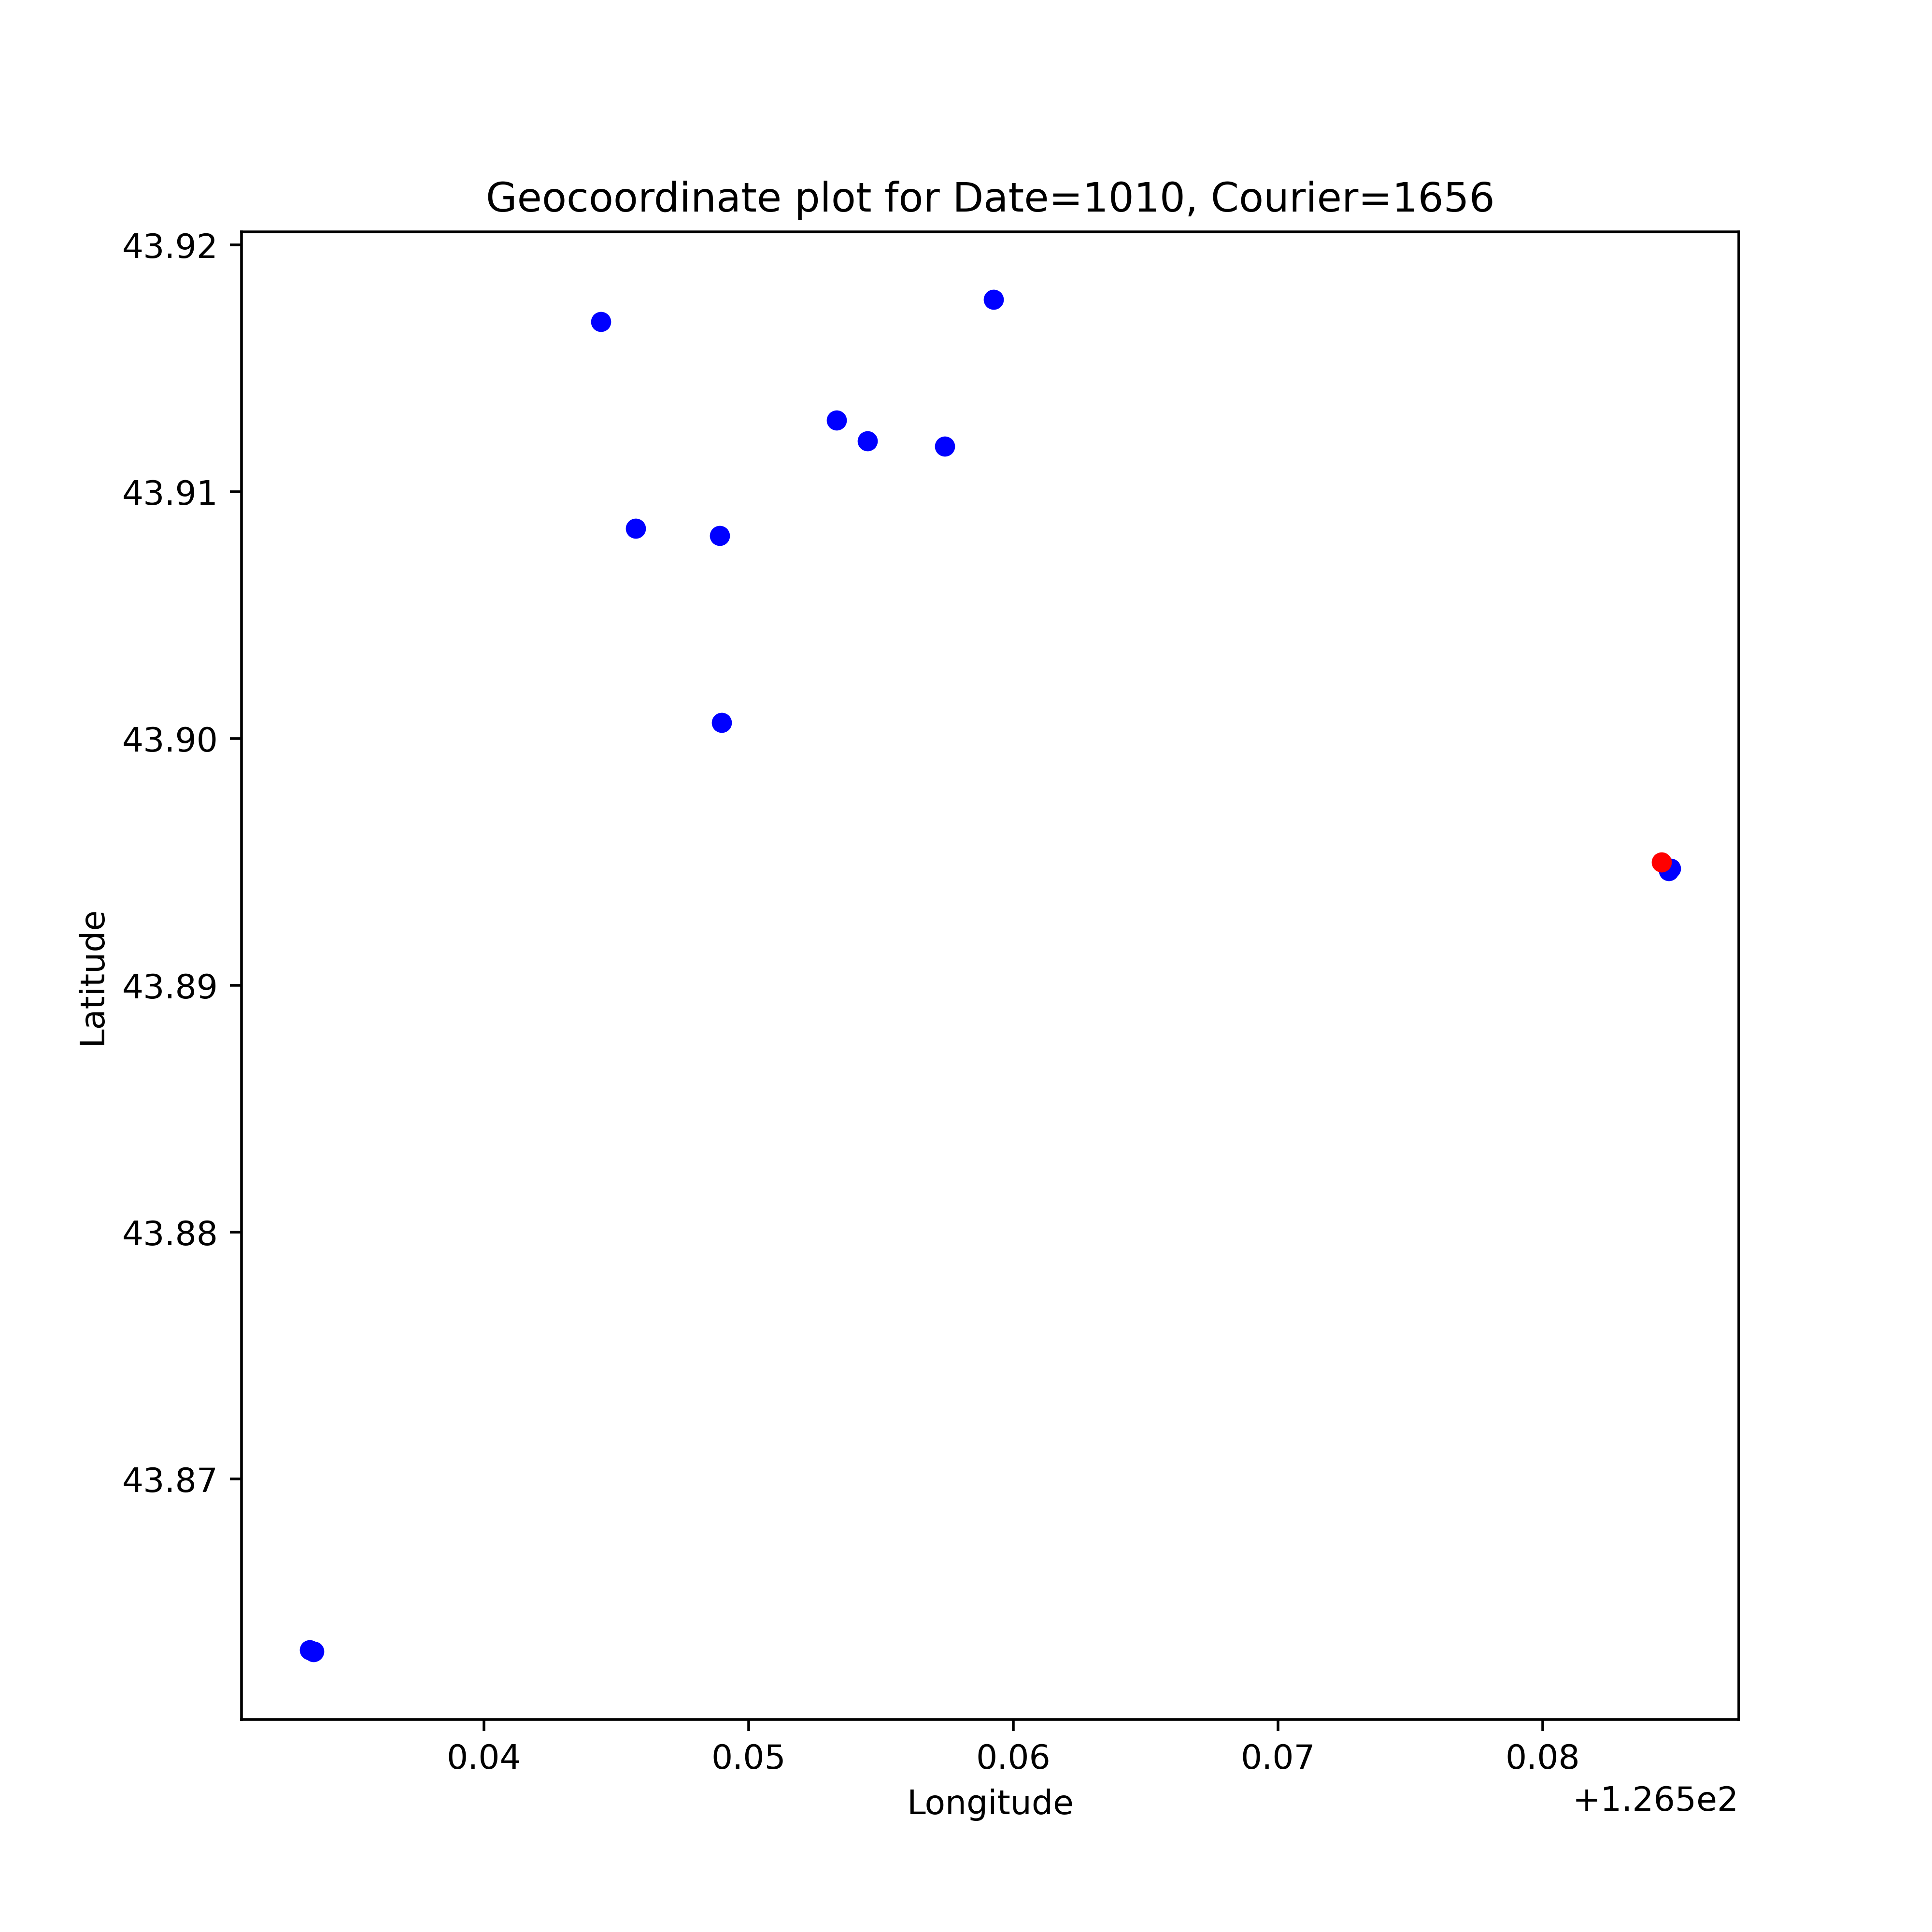 Geocoordinate plot for Date=1010, Courier=1656
43.92
43.91
43.90
43.89
43.88
43.87
Latitude
0.04 0.05 0.06 0.07 0.08
+1.265e2
Longitude